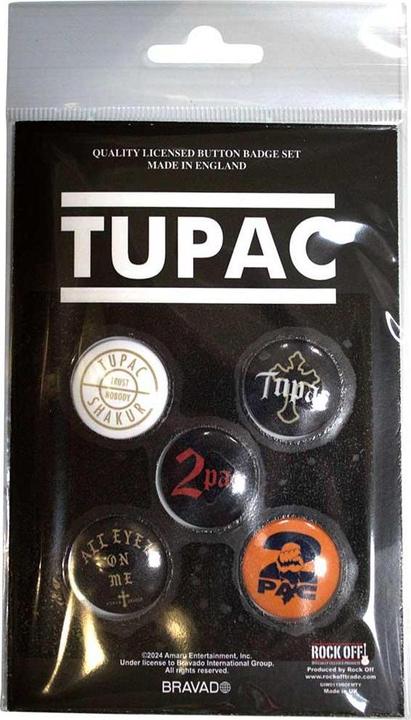 QUALITY LICENSED BUTTON BADGE SET
MADE IN ENGLAND
TUPAC
TUPAC
TRUST
NOBODY
SHAKUR
Tupa
2pa
ALL EYEZ
ON
ME
2
PAC
©2024 Amaru Entertainment, Inc.
Under license to Bravado International Group.
All rights reserved.
BRAVADO
ROCK OFF!
Produced by Rock Off
www.rockofftrade.com
Made in UK